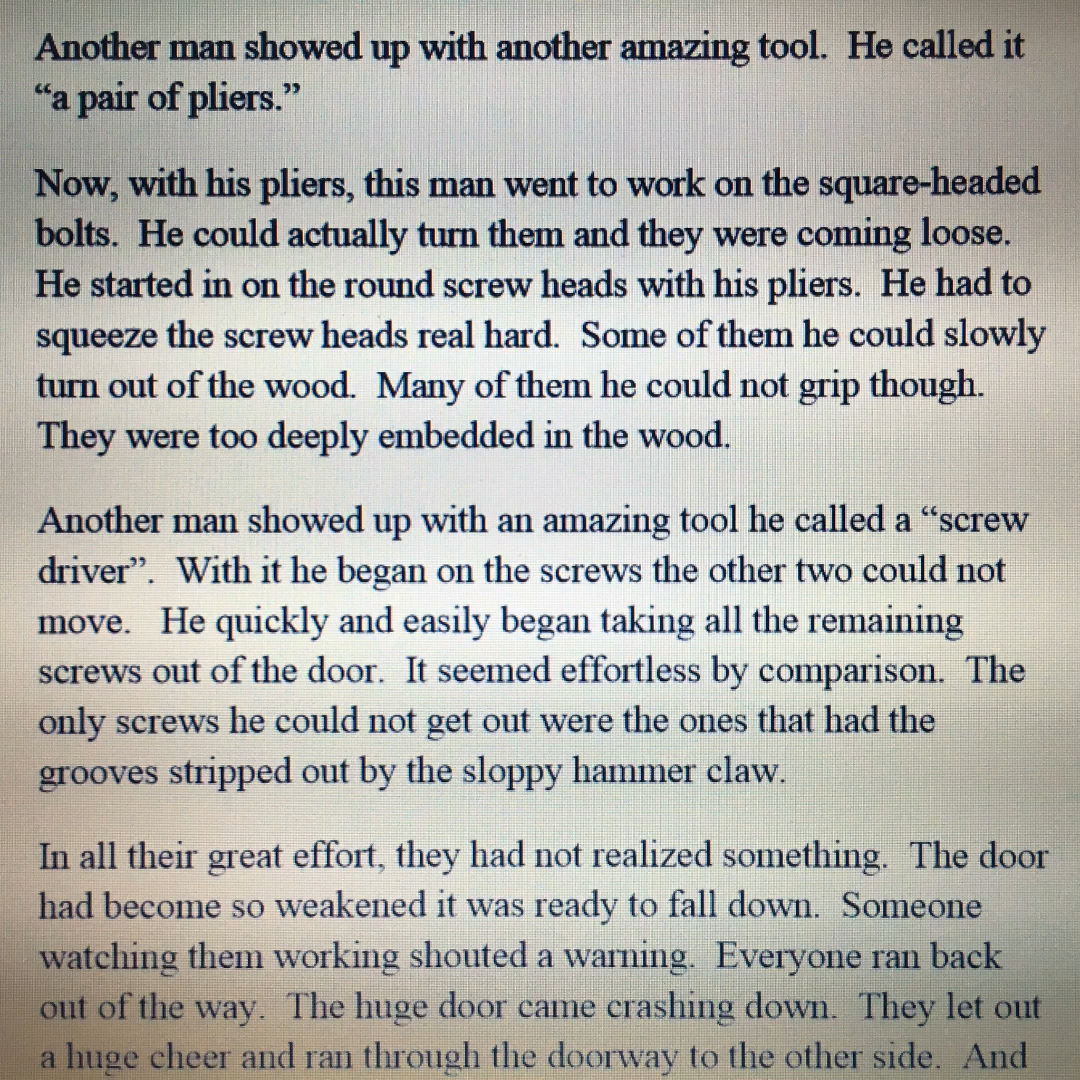 Another man showed up with another amazing tool.  He called it
“a pair of pliers.”
Now, with his pliers, this man went to work on the square-headed
bolts.  He could actually turn them and they were coming loose.
He started in on the round screw heads with his pliers.  He had to
squeeze the screw heads real hard.  Some of them he could slowly
turn out of the wood.  Many of them he could not grip though.
They were too deeply embedded in the wood.
Another man showed up with an amazing tool he called a “screw
driver”.  With it he began on the screws the other two could not
move.   He quickly and easily began taking all the remaining
screws out of the door.  It seemed effortless by comparison.  The
only screws he could not get out were the ones that had the
grooves stripped out by the sloppy hammer claw.
In all their great effort, they had not realized something.  The door
had become so weakened it was ready to fall down.  Someone
watching them working shouted a warning.  Everyone ran back
out of the way.  The huge door came crashing down.  They let out
a huge cheer and ran through the doorway to the other side.  And